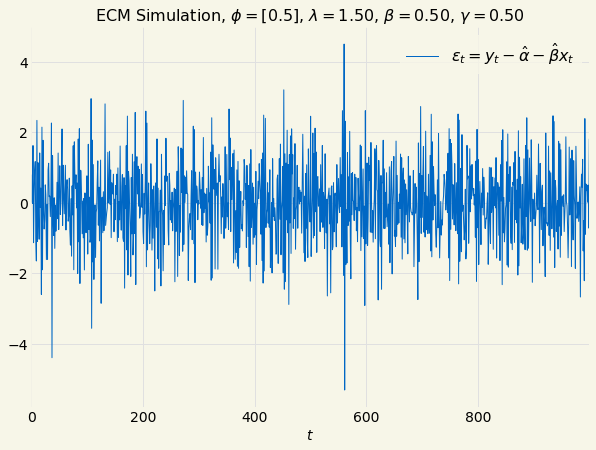 ECM Simulation, ϕ = [0.5], λ = 1.50, β = 0.50, γ = 0.50
εₜ = yₜ − α̂ − β̂xₜ
4
2
0
−2
−4
0 200 400 600 800
t